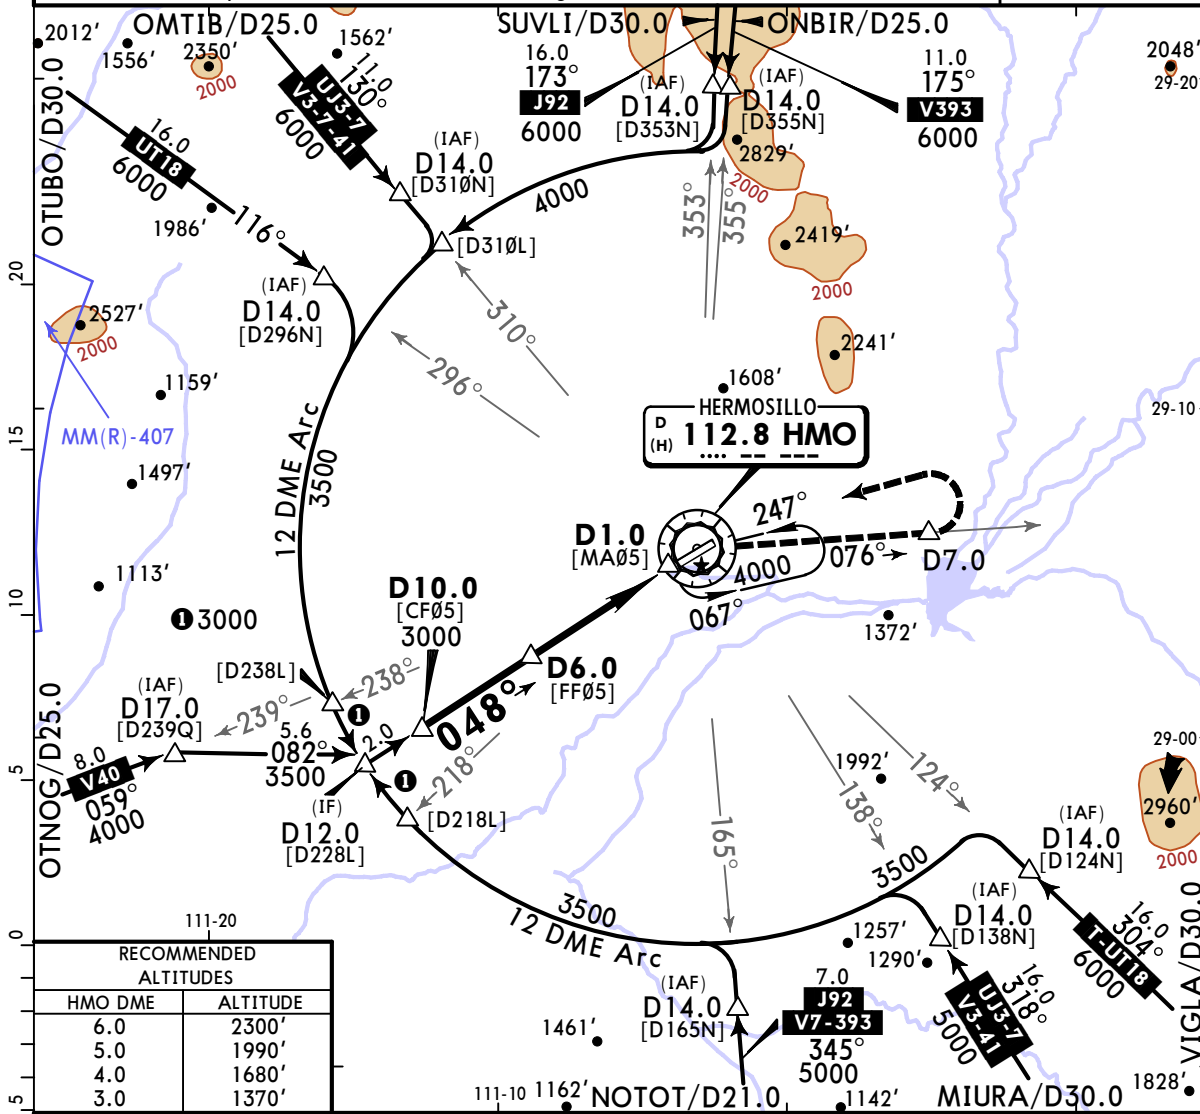 OMTIB/D25.0
SUVLI/D30.0
ONBIR/D25.0
2012'
1556'
2350'
2000
1562'
11.0
130°
UJ3-7
V3-7-41
6000
16.0
173°
J92
6000
(IAF)
D14.0
[D353N]
(IAF)
D14.0
[D355N]
11.0
175°
V393
6000
2048'
29-20
OTUBO/D30.0
16.0
UT18
6000
116°
1986'
(IAF)
D14.0
[D310N]
4000
[D310L]
2829'
2000
353°
355°
2419'
2000
20
(IAF)
D14.0
[D296N]
310°
296°
2527'
2000
2241'
1159'
MM(R)-407
1608'
29-10
15
HERMOSILLO
D
(H)
112.8 HMO
.... -- ---
1497'
12 DME Arc
3500
D1.0
[MA05]
247°
4000
067°
076°
D7.0
1113'
1 3000
D10.0
[CF05]
3000
1372'
10
[D238L]
238°
239°
1
D6.0
[FF05]
048°
(IAF)
D17.0
[D239Q]
5.6
082°
3500
2.0
218°
1
OTNOG/D25.0
8.0
V40
059°
4000
5
(IF)
D12.0
[D228L]
[D218L]
165°
138°
124°
1992'
29-00
2960'
2000
(IAF)
D14.0
[D124N]
3500
3500
12 DME Arc
111-20
0
(IAF)
D14.0
[D138N]
1257'
1290'
16.0
304°
T-UT18
6000
VIGLA/D30.0
(IAF)
D14.0
[D165N]
7.0
J92
V7-393
345°
5000
16.0
318°
UJ3-7
V3-41
5000
RECOMMENDED
ALTITUDES
HMO DME ALTITUDE
6.0 2300'
5.0 1990'
4.0 1680'
3.0 1370'
5
1461'
111-10
1162'
NOTOT/D21.0
1142'
MIURA/D30.0
1828'